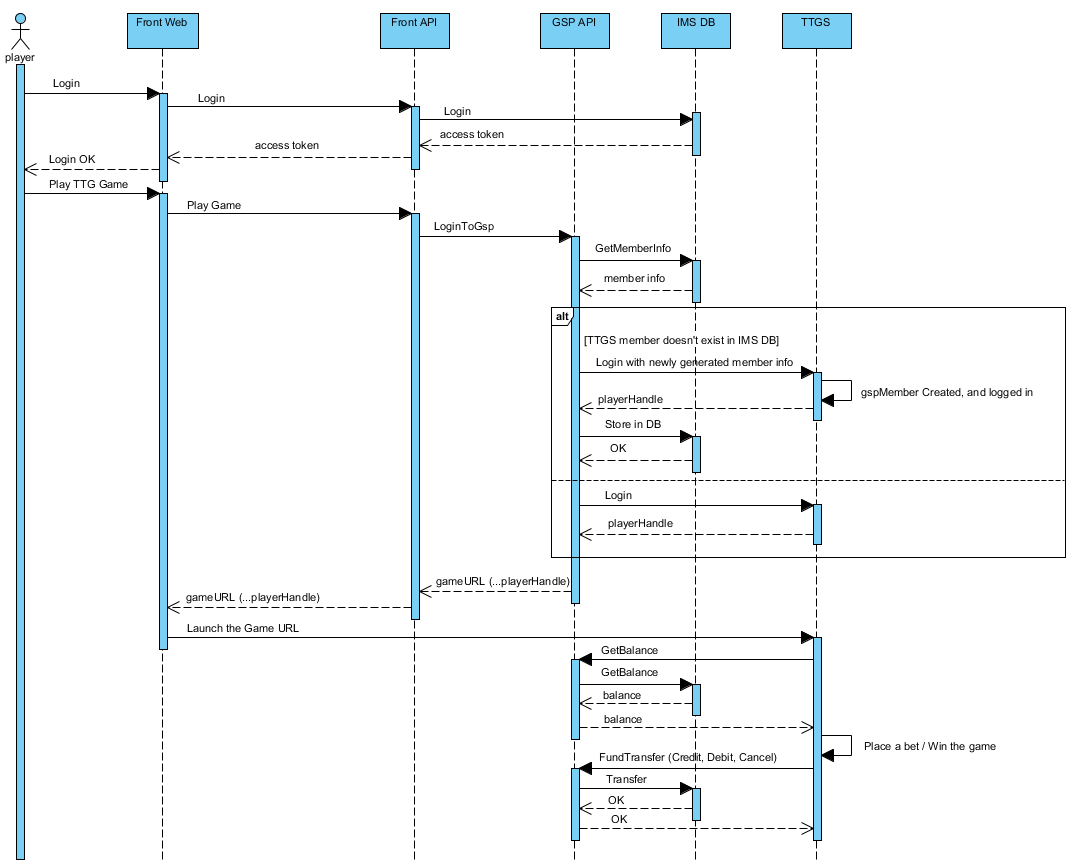 Front Web
Front API
GSP API
IMS DB
TTGS
player
Login
Login
Login
access token
access token
Login OK
Play TTG Game
Play Game
LoginToGsp
GetMemberInfo
member info
alt
[TTGS member doesn't exist in IMS DB]
Login with newly generated member info
gspMember Created, and logged in
playerHandle
Store in DB
OK
Login
playerHandle
gameURL (...playerHandle)
gameURL (...playerHandle)
Launch the Game URL
GetBalance
GetBalance
balance
balance
Place a bet / Win the game
FundTransfer (Credit, Debit, Cancel)
Transfer
OK
OK